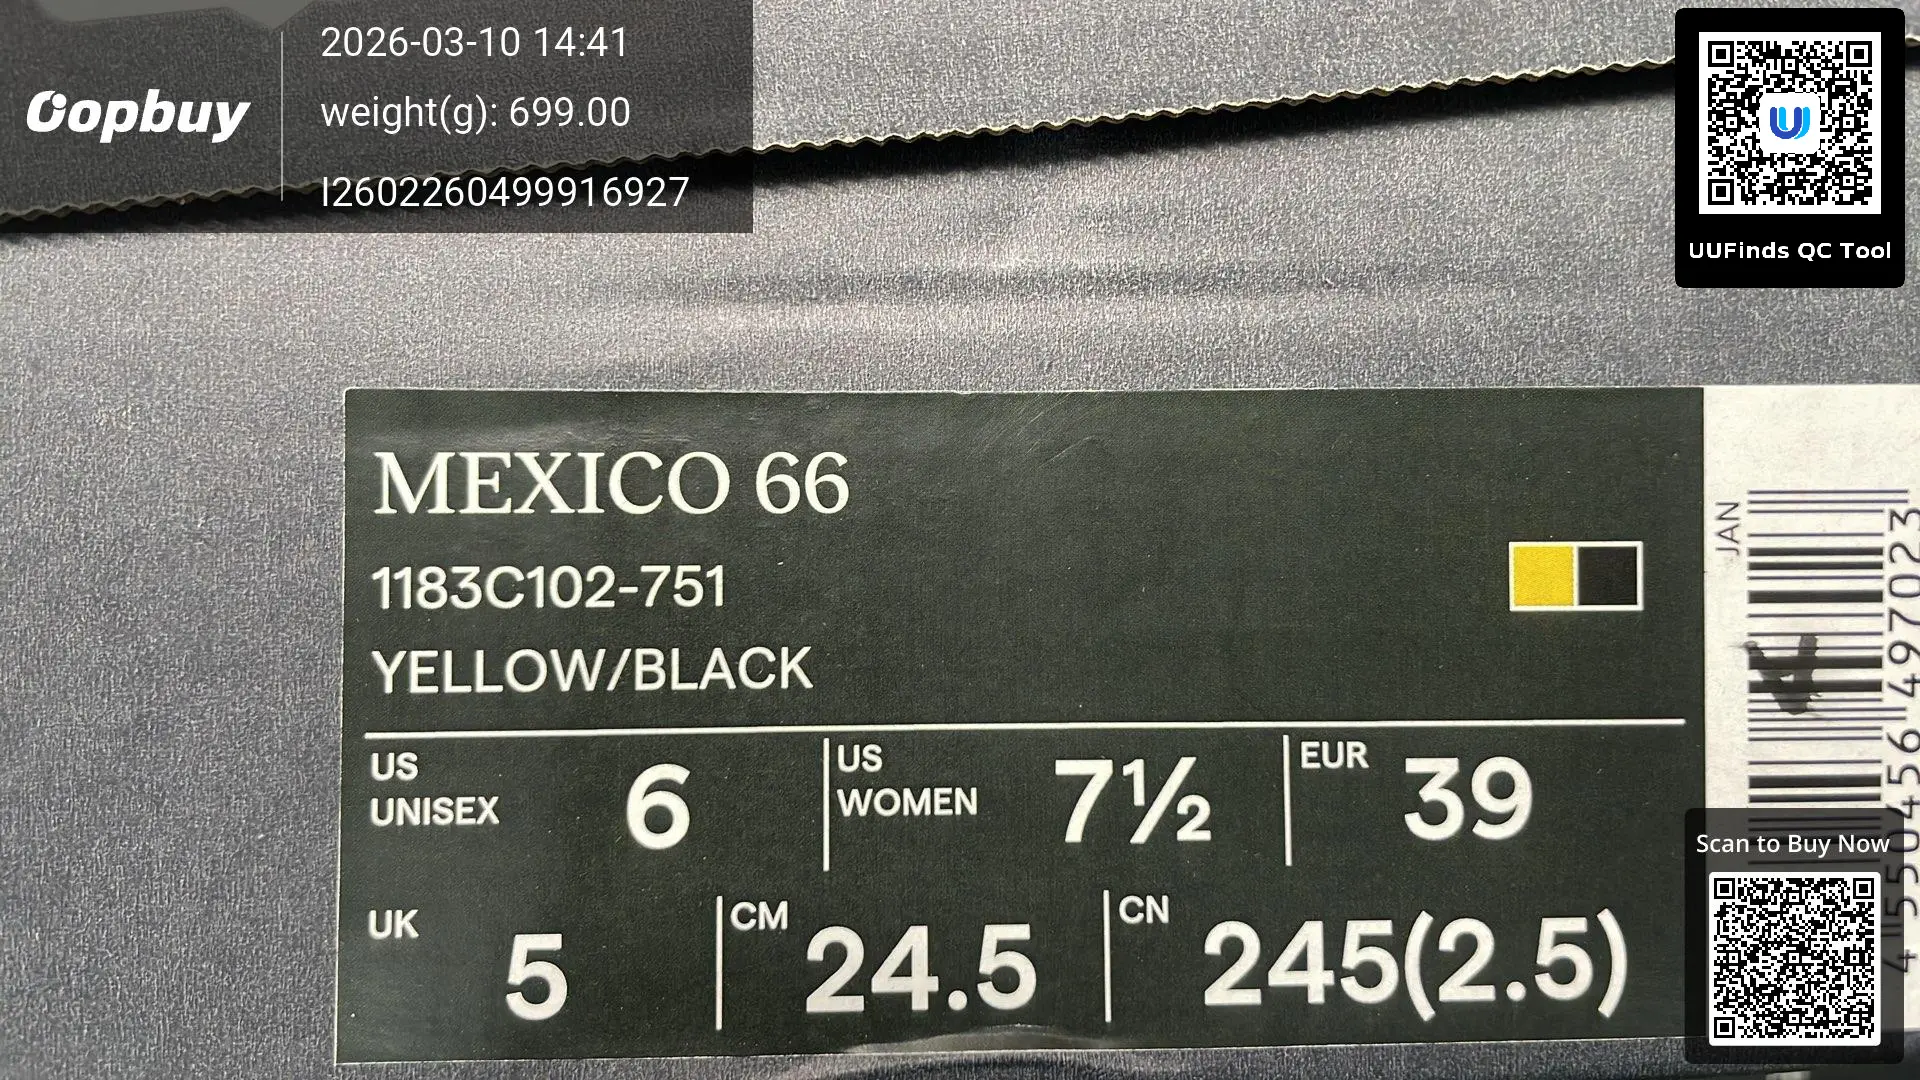 oopbuy
2026-03-10 14:41
weight(g): 699.00
I2602260499916927
UUFinds QC Tool
MEXICO 66
1183C102-751
YELLOW/BLACK
US UNISEX 6
US WOMEN 7½
EUR 39
UK 5
CM 24.5
CN 245(2.5)
JAN
4550456497023
Scan to Buy Now